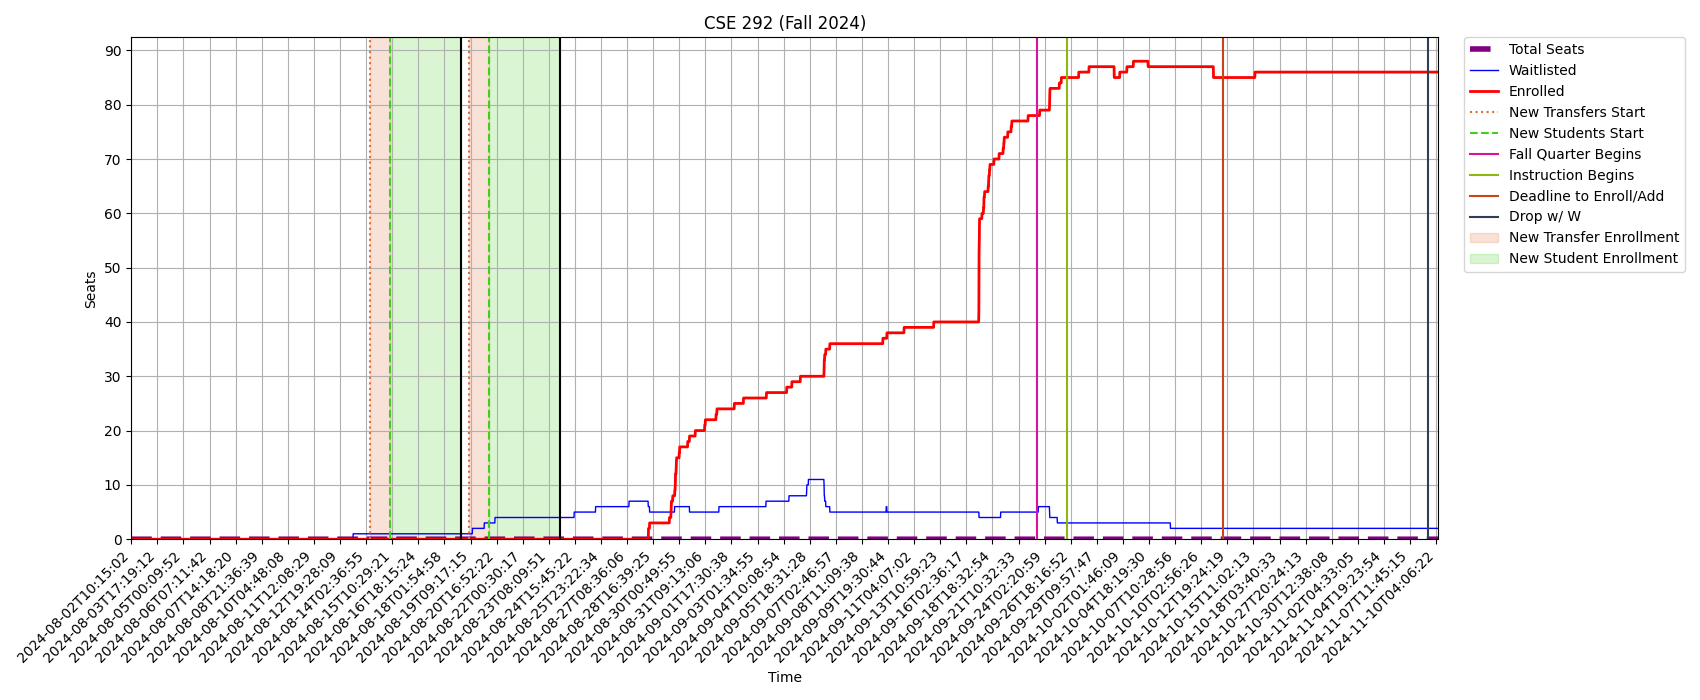 CSE 292 (Fall 2024)
Seats
90
80
70
60
50
40
30
20
10
0
2024-08-02T10:15:02
2024-08-03T17:19:12
2024-08-05T00:09:52
2024-08-06T07:11:42
2024-08-07T14:18:20
2024-08-08T21:36:39
2024-08-10T04:48:08
2024-08-11T12:08:29
2024-08-12T19:28:09
2024-08-14T02:36:55
2024-08-15T10:29:21
2024-08-16T18:15:24
2024-08-18T01:54:58
2024-08-19T09:17:15
2024-08-20T16:52:22
2024-08-22T00:30:17
2024-08-23T08:09:51
2024-08-24T15:45:22
2024-08-25T23:22:34
2024-08-27T08:36:06
2024-08-28T16:39:25
2024-08-30T00:49:55
2024-08-31T09:13:06
2024-09-01T17:30:38
2024-09-03T01:34:55
2024-09-04T10:08:54
2024-09-05T18:31:28
2024-09-07T02:46:57
2024-09-08T11:09:38
2024-09-09T19:30:44
2024-09-11T04:07:02
2024-09-13T10:59:23
2024-09-16T02:36:17
2024-09-18T18:32:54
2024-09-21T10:32:33
2024-09-24T02:20:59
2024-09-26T18:16:52
2024-09-29T09:57:47
2024-10-02T01:46:09
2024-10-04T18:19:30
2024-10-07T10:28:56
2024-10-10T02:56:26
2024-10-12T19:24:19
2024-10-15T11:02:13
2024-10-18T03:40:33
2024-10-27T20:24:13
2024-10-30T12:38:08
2024-11-02T04:33:05
2024-11-04T19:23:54
2024-11-07T11:45:15
2024-11-10T04:06:22
Time
Total Seats
Waitlisted
Enrolled
New Transfers Start
New Students Start
Fall Quarter Begins
Instruction Begins
Deadline to Enroll/Add
Drop w/ W
New Transfer Enrollment
New Student Enrollment